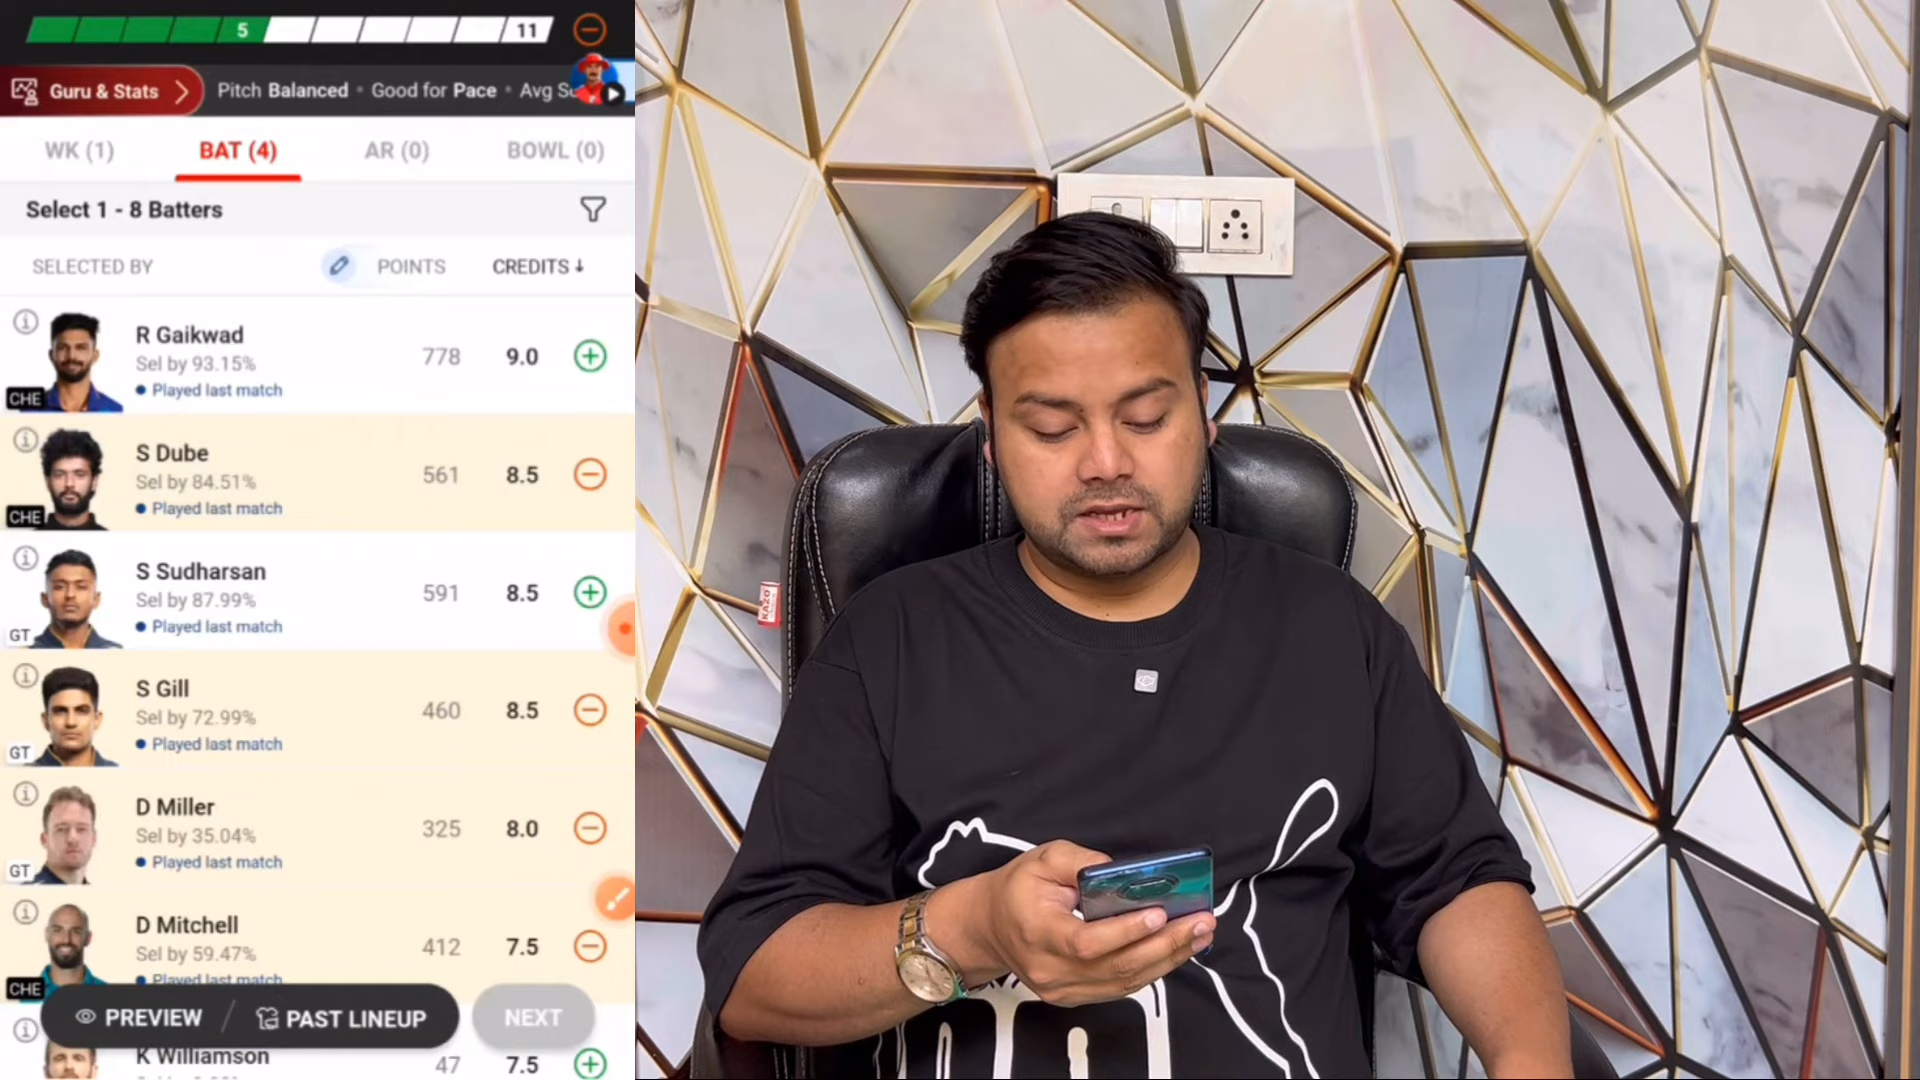 5 11
Guru & Stats Pitch Balanced • Good for Pace • Avg
WK (1) BAT (4) AR (0) BOWL (0)
Select 1 - 8 Batters
SELECTED BY POINTS CREDITS ↓
R Gaikwad
Sel by 93.15% 778 9.0
CHE • Played last match
S Dube
Sel by 84.51% 561 8.5
CHE • Played last match
S Sudharsan
Sel by 87.99% 591 8.5
GT • Played last match
S Gill
Sel by 72.99% 460 8.5
GT • Played last match
D Miller
Sel by 35.04% 325 8.0
GT • Played last match
D Mitchell
Sel by 59.47% 412 7.5
CHE • Played last match
PREVIEW / PAST LINEUP NEXT
K Williamson 47 7.5
KAZO